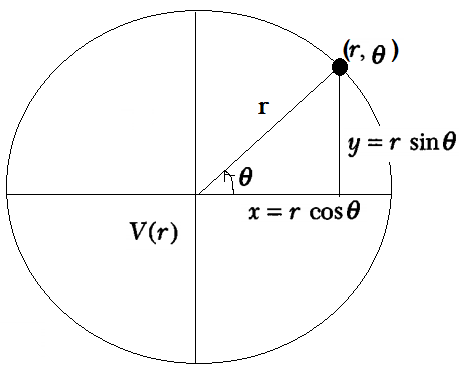 (r, θ)
r
y = r sinθ
θ
x = r cosθ
V(r)